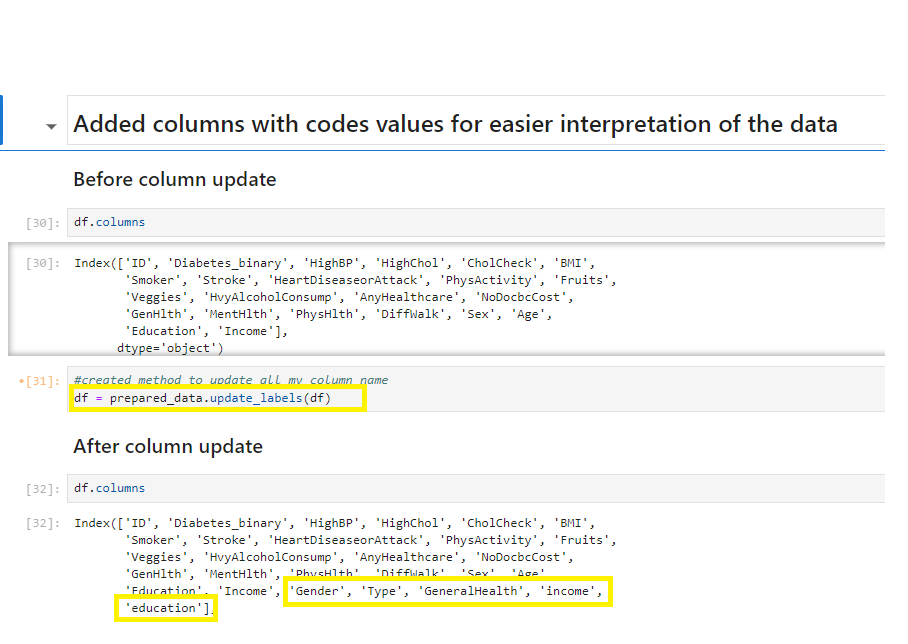 Added columns with codes values for easier interpretation of the data
Before column update
[30]: df.columns
[30]: Index(['ID', 'Diabetes_binary', 'HighBP', 'HighChol', 'CholCheck', 'BMI',
'Smoker', 'Stroke', 'HeartDiseaseorAttack', 'PhysActivity', 'Fruits',
'Veggies', 'HvyAlcoholConsump', 'AnyHealthcare', 'NoDocbcCost',
'GenHlth', 'MentHlth', 'PhysHlth', 'DiffWalk', 'Sex', 'Age',
'Education', 'Income'],
dtype='object')
•[31]: #created method to update all my column name
df = prepared_data.update_labels(df)
After column update
[32]: df.columns
[32]: Index(['ID', 'Diabetes_binary', 'HighBP', 'HighChol', 'CholCheck', 'BMI',
'Smoker', 'Stroke', 'HeartDiseaseorAttack', 'PhysActivity', 'Fruits',
'Veggies', 'HvyAlcoholConsump', 'AnyHealthcare', 'NoDocbcCost',
'GenHlth', 'MentHlth', 'PhysHlth', 'DiffWalk', 'Sex', 'Age',
'Education', 'Income', 'Gender', 'Type', 'GeneralHealth', 'income',
'education'],